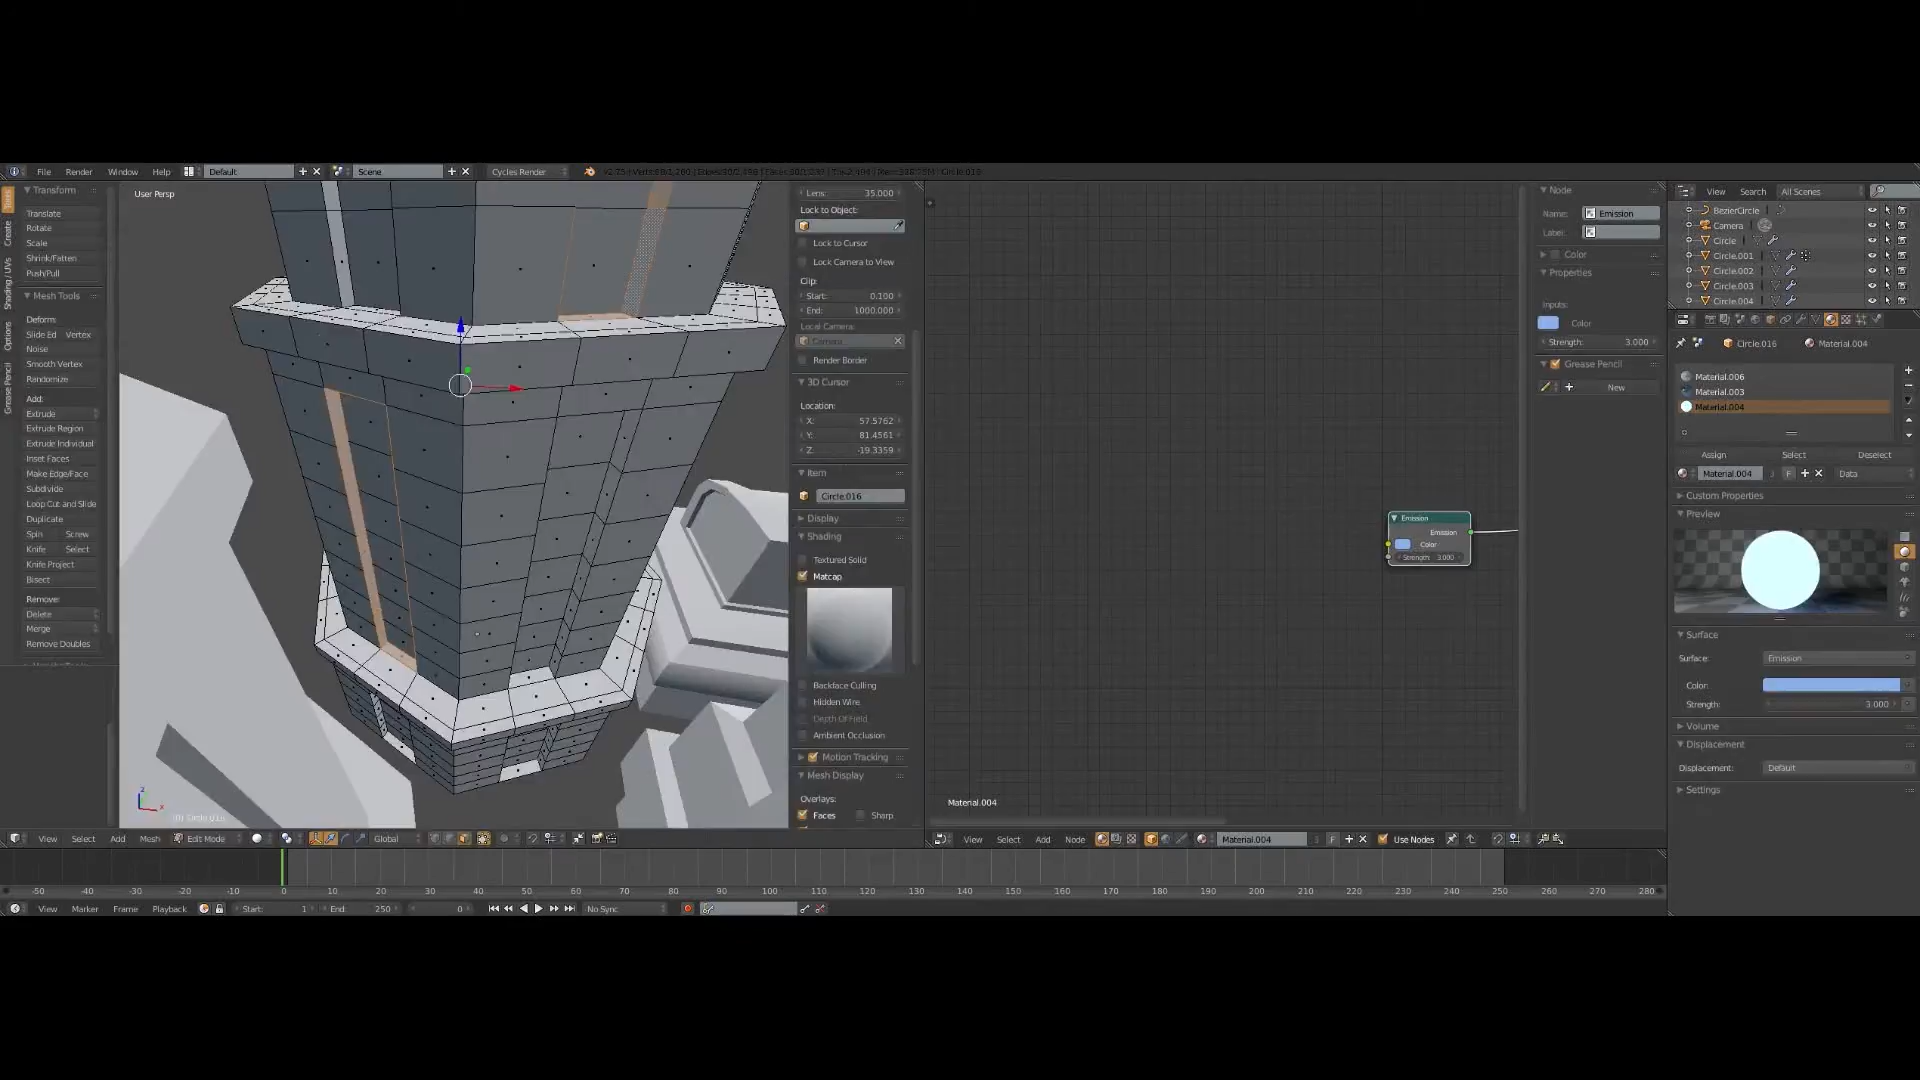 File Render Window Help Default Scene Cycles Render
Transform
Translate
Rotate
Scale
Shrink/Fatten
Push/Pull
Mesh Tools
Deform:
Slide Ed Vertex
Noise
Smooth Vertex
Randomize
Add:
Extrude
Extrude Region
Extrude Individual
Inset Faces
Make Edge/Face
Subdivide
Loop Cut and Slide
Duplicate
Spin Screw
Knife Select
Knife Project
Bisect
Remove:
Delete
Merge
Remove Doubles
Tools
Create
Shading / UVs
Options
Grease Pencil
User Persp
Lens: 35.000
Lock to Object:
Lock to Cursor
Lock Camera to View
Clip:
Start: 0.100
End: 1000.000
Local Camera:
Camera
Render Border
3D Cursor
Location:
X: 57.5762
Y: 81.4561
Z: -19.3359
Item
Circle.016
Display
Shading
Textured Solid
Matcap
Backface Culling
Hidden Wire
Depth Of Field
Ambient Occlusion
Motion Tracking
Mesh Display
Overlays:
Faces Sharp
View Select Add Mesh Edit Mode Global
Emission
Emission
Color
Strength: 3.000
Material.004
View Select Add Node Material.004 F Use Nodes
Node
Name: Emission
Label:
Color
Properties
Inputs:
Color
Strength: 3.000
Grease Pencil
New
View Search All Scenes
BezierCircle
Camera
Circle
Circle.001
Circle.002
Circle.003
Circle.004
Circle.016 Material.004
Material.006
Material.003
Material.004
Assign Select Deselect
Material.004 3 F Data
Custom Properties
Preview
Surface
Surface: Emission
Color:
Strength: 3.000
Volume
Displacement
Displacement: Default
Settings
-50 -40 -30 -20 -10 0 10 20 30 40 50 60 70 80 90 100 110 120 130 140 150 160 170 180 190 200 210 220 230 240 250 260 270 280
View Marker Frame Playback Start: 1 End: 250 0 No Sync